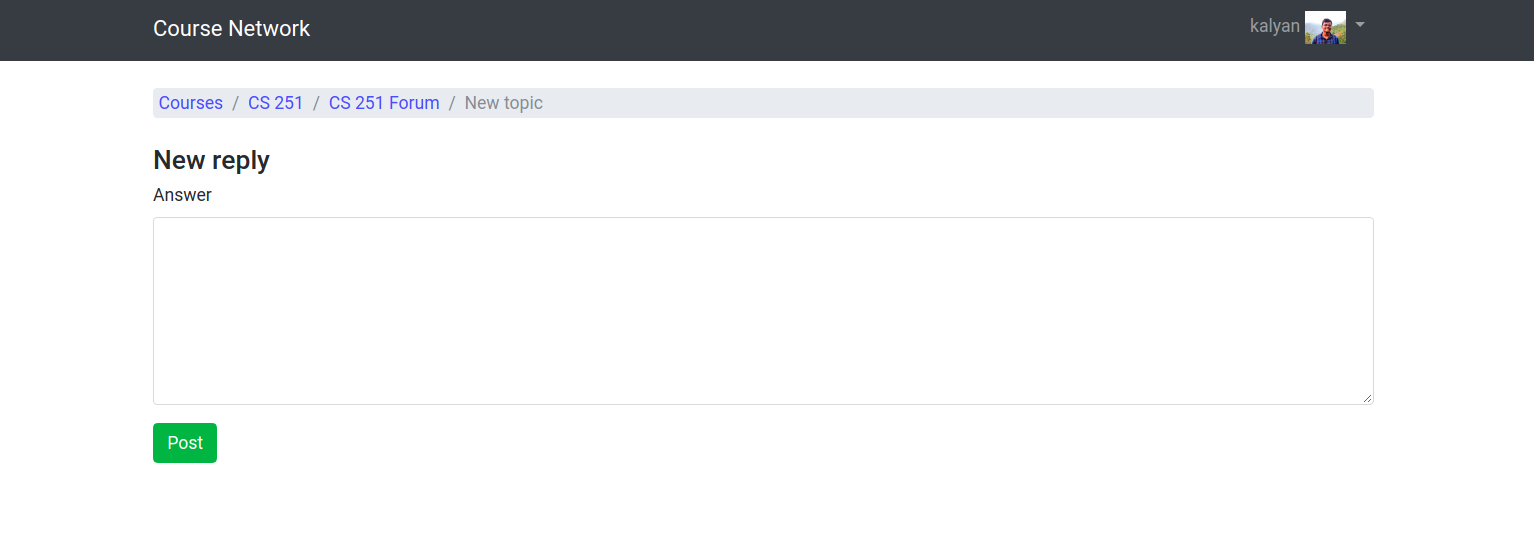 Course Network
kalyan
Courses / CS 251 / CS 251 Forum / New topic
New reply
Answer
Post